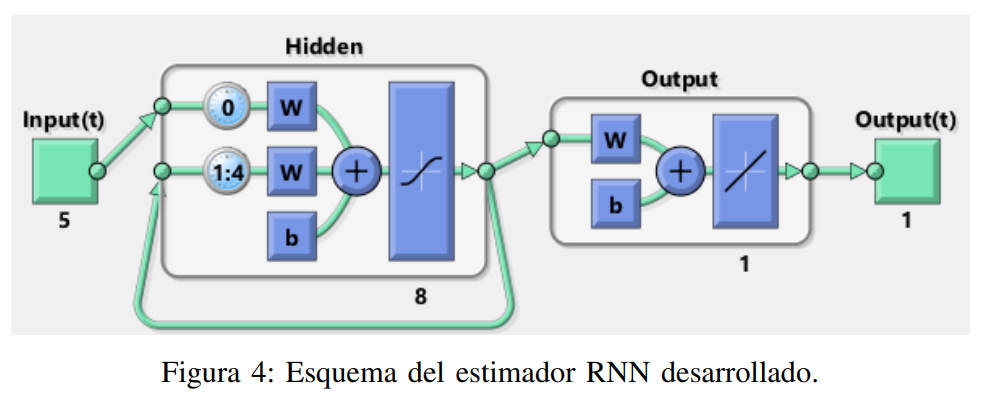 Hidden
Input(t)
5
0
W
1:4
W
b
+
8
Output
W
b
+
1
Output(t)
1
Figura 4: Esquema del estimador RNN desarrollado.